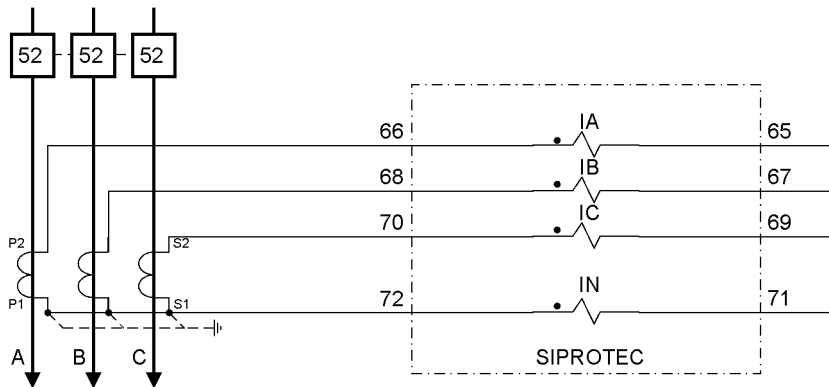 52 52 52
66 IA 65
68 IB 67
70 IC 69
P2 S2
P1 S1
72 IN 71
A B C SIPROTEC